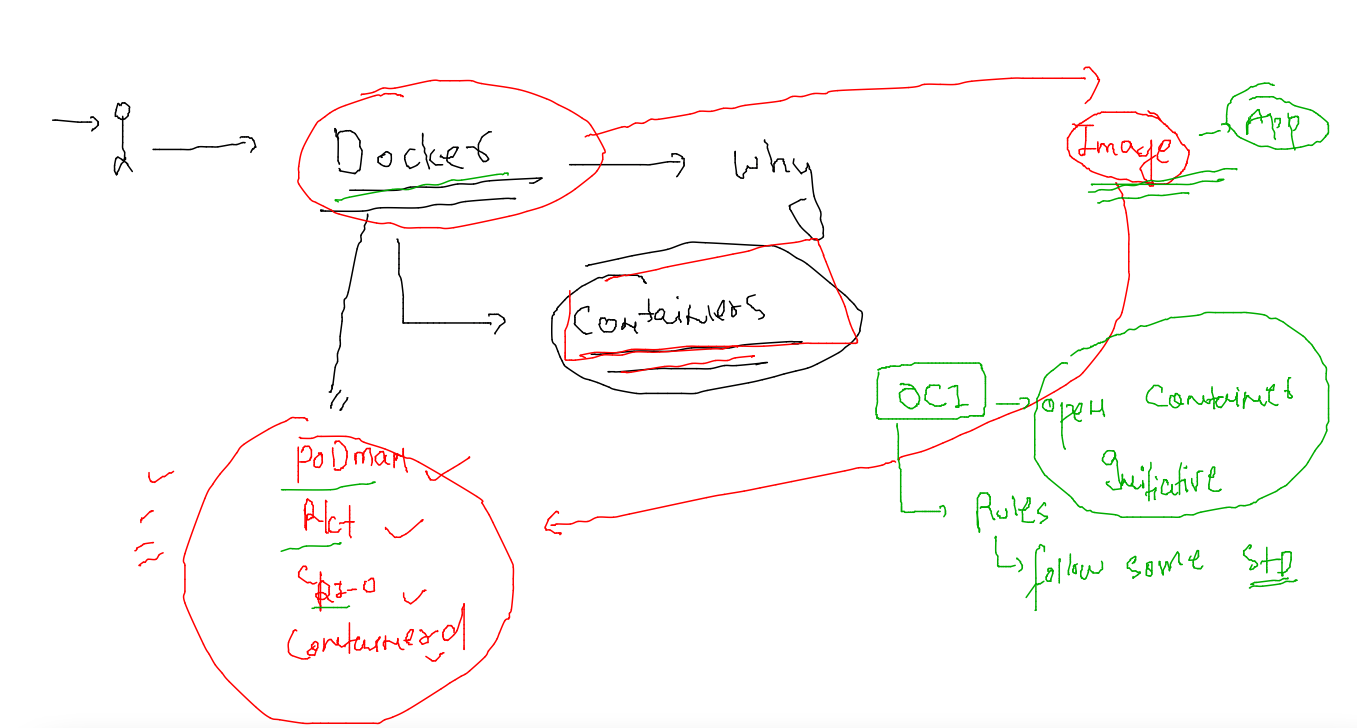 Docker
Why
Image
App
Containers
OCI
open Container
Initiative
Rules
follow some STD
PoDman
Rkt
CRI-O
Containerd